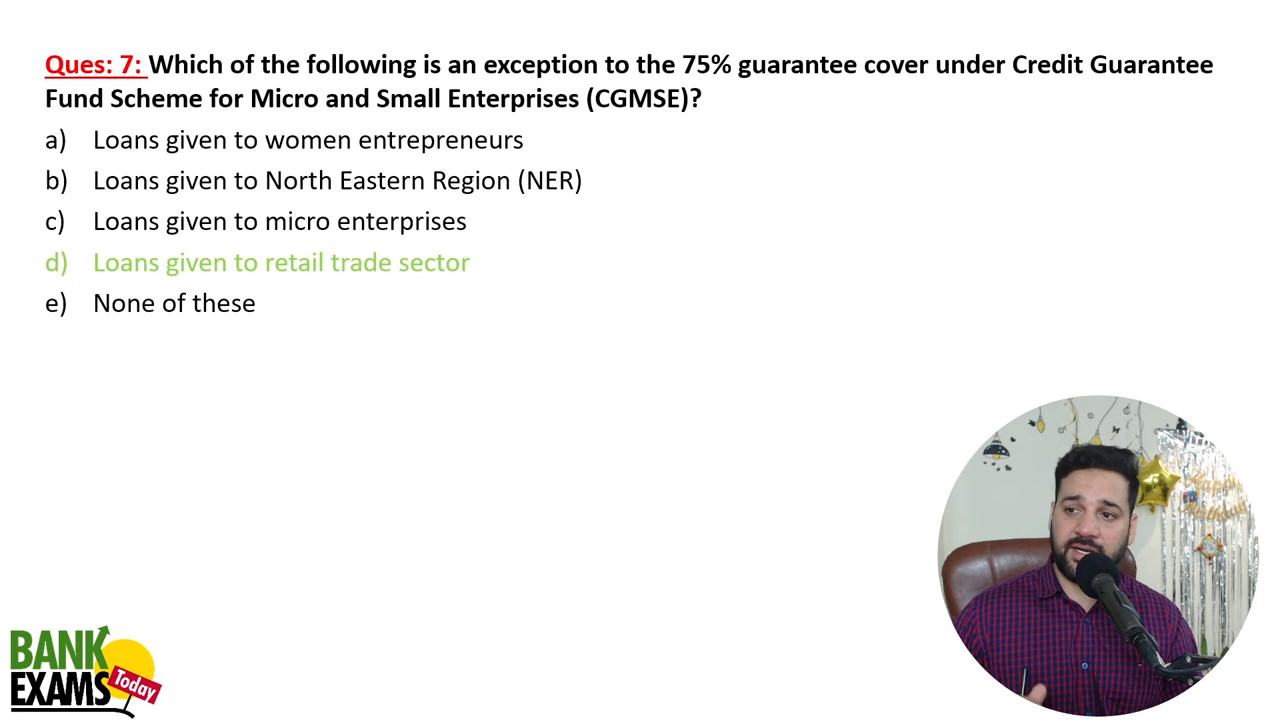 Ques: 7: Which of the following is an exception to the 75% guarantee cover under Credit Guarantee
Fund Scheme for Micro and Small Enterprises (CGMSE)?
a) Loans given to women entrepreneurs
b) Loans given to North Eastern Region (NER)
c) Loans given to micro enterprises
d) Loans given to retail trade sector
e) None of these
Happy
Birthday
BANK
EXAMS
Today